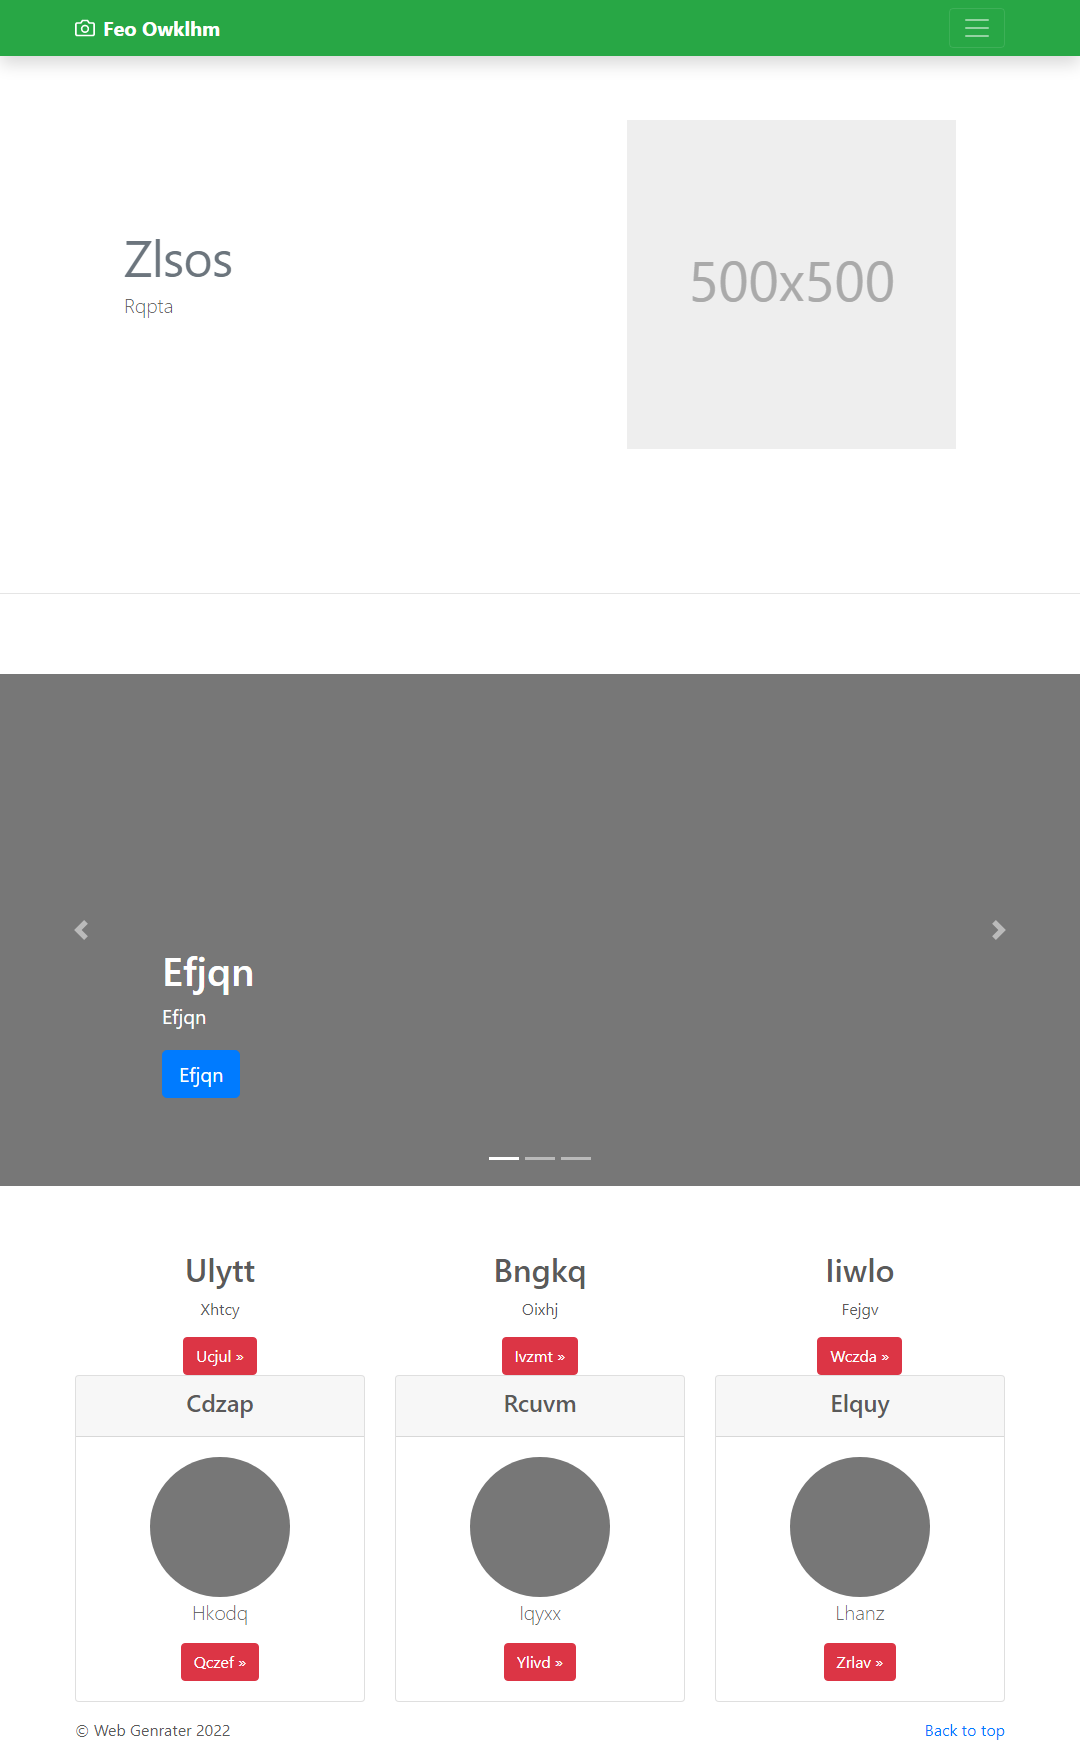 Feo Owklhm
Zlsos
Rqpta
500x500
Efjqn
Efjqn
Efjqn
Ulytt
Xhtcy
Ucjul »
Bngkq
Oixhj
Ivzmt »
Iiwlo
Fejgv
Wczda »
Cdzap
Hkodq
Qczef »
Rcuvm
Iqyxx
Ylivd »
Elquy
Lhanz
Zrlav »
© Web Genrater 2022
Back to top